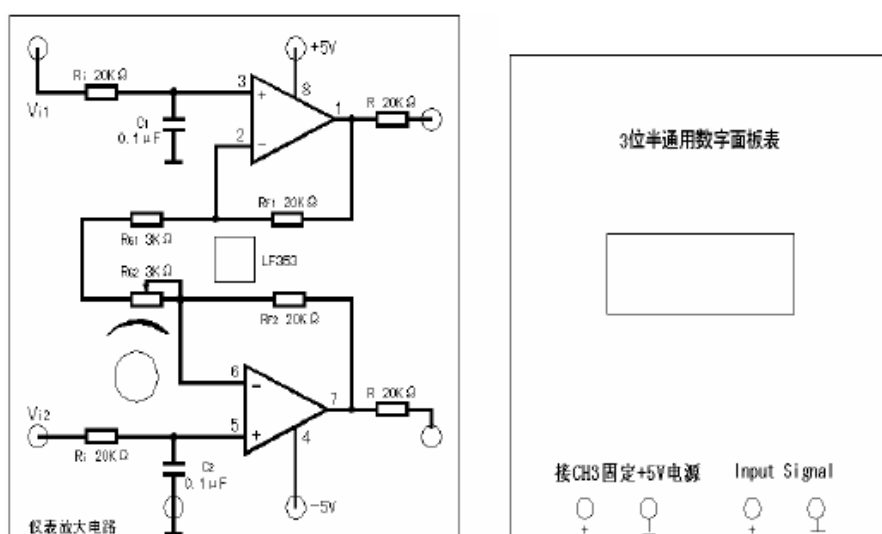 +5V
Ri 20KΩ
Vi1
3
8
+
1
R 20KΩ
C1
0.1μF
2
−
RF1 20KΩ
RG1 3KΩ
LF353
RG2 3KΩ
RF2 20KΩ
6
−
7
R 20KΩ
Vi2
5
+
4
Ri 20KΩ
C2
0.1μF
-5V
仪表放大电路
3位半通用数字面板表
接CH3固定+5V电源 Input Signal
+ +